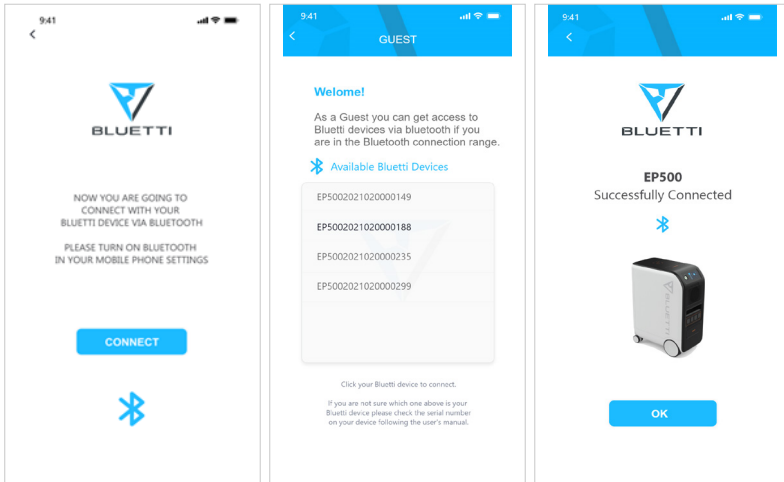 9:41
BLUETTI
NOW YOU ARE GOING TO
CONNECT WITH YOUR
BLUETTI DEVICE VIA BLUETOOTH
PLEASE TURN ON BLUETOOTH
IN YOUR MOBILE PHONE SETTINGS
CONNECT
9:41
GUEST
Welome!
As a Guest you can get access to
Bluetti devices via bluetooth if you
are in the Bluetooth connection range.
Available Bluetti Devices
EP5002021020000149
EP5002021020000188
EP5002021020000235
EP5002021020000299
Click your Bluetti device to connect.
If you are not sure which one above is your
Bluetti device please check the serial number
on your device following the user's manual.
9:41
BLUETTI
EP500
Successfully Connected
BLUETTI
OK